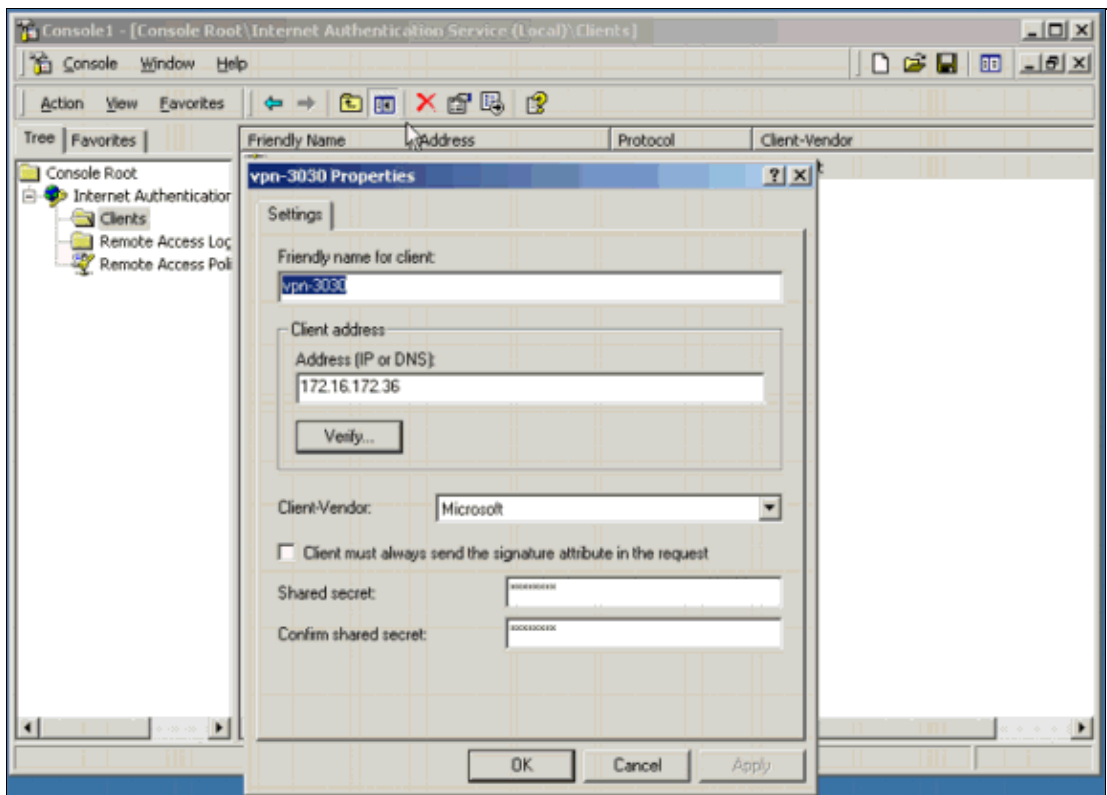 Console1 - [Console Root\Internet Authentication Service (Local)\Clients]
Console Window Help
Action View Favorites
Tree Favorites
Friendly Name Address Protocol Client-Vendor
Console Root
Internet Authentication
Clients
Remote Access Log
Remote Access Poli
vpn-3030 Properties
Settings
Friendly name for client:
vpn-3030
Client address
Address (IP or DNS):
172.16.172.36
Verify...
Client-Vendor: Microsoft
Client must always send the signature attribute in the request
Shared secret:
Confirm shared secret:
OK Cancel Apply